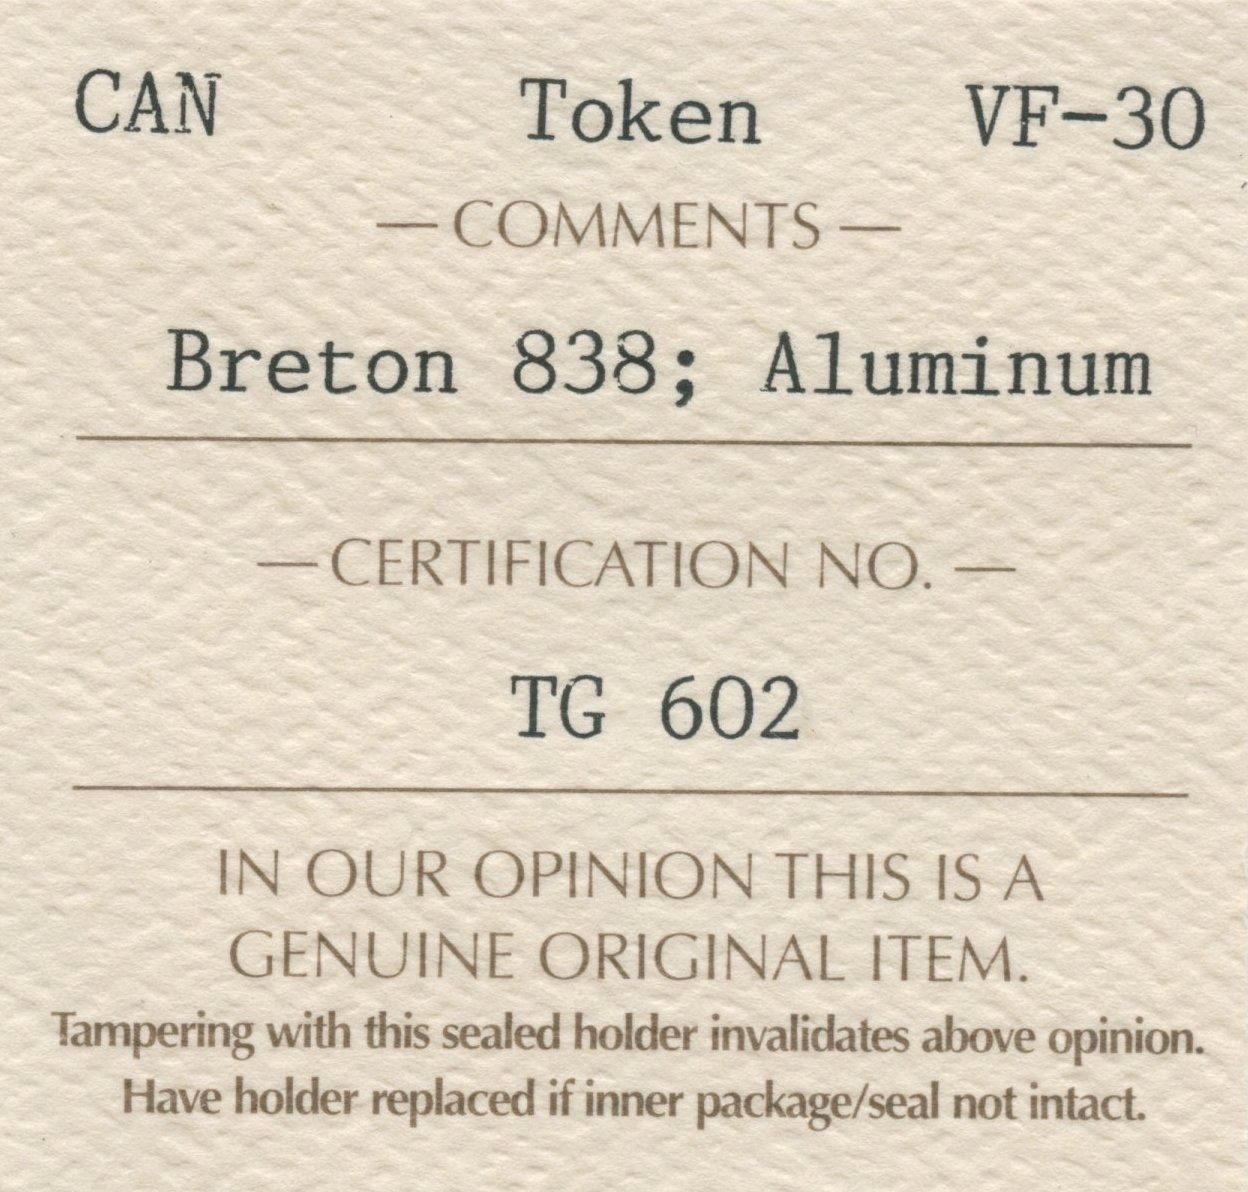 CAN Token VF-30
— COMMENTS —
Breton 838; Aluminum
— CERTIFICATION NO. —
TG 602
IN OUR OPINION THIS IS A
GENUINE ORIGINAL ITEM.
Tampering with this sealed holder invalidates above opinion.
Have holder replaced if inner package/seal not intact.